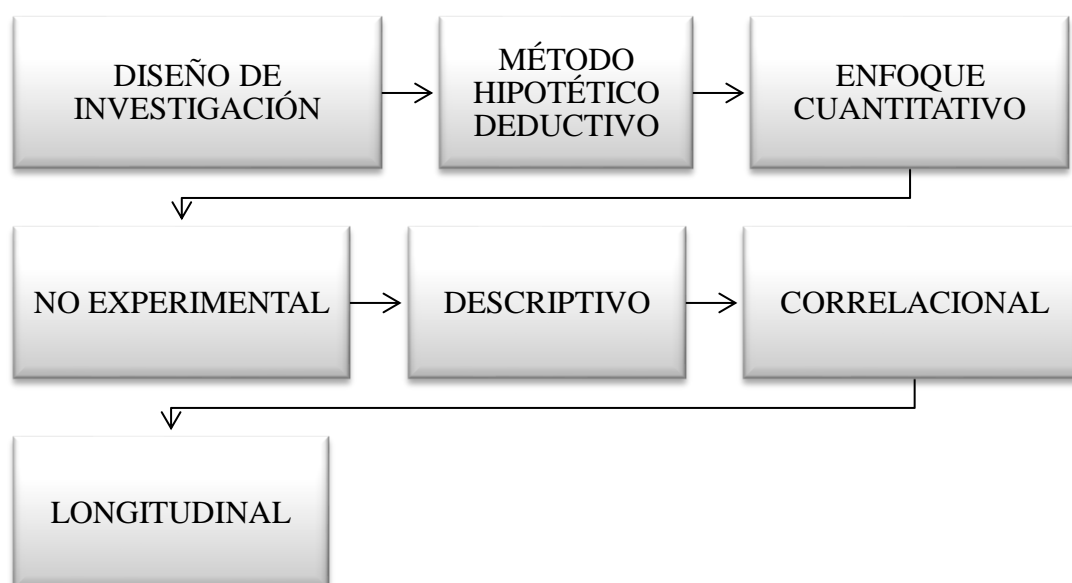 DISEÑO DE
INVESTIGACIÓN
MÉTODO
HIPOTÉTICO
DEDUCTIVO
ENFOQUE
CUANTITATIVO
NO EXPERIMENTAL
DESCRIPTIVO
CORRELACIONAL
LONGITUDINAL